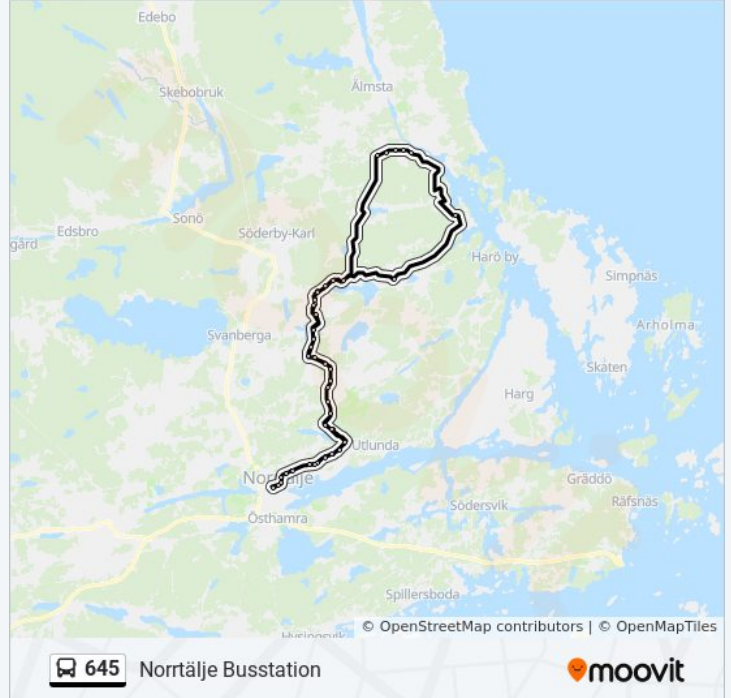 Edebo
Skebobruk
Älmsta
Sonö
Edsbro
gård
Söderby-Karl
Harö by
Simpnäs
Arholma
Svanberga
Skaten
Harg
Utlunda
Norrtälje
Gräddö
Räfsnäs
Södersvik
Östhamra
Spillersboda
© OpenStreetMap contributors | © OpenMapTiles
645 Norrtälje Busstation
moovit